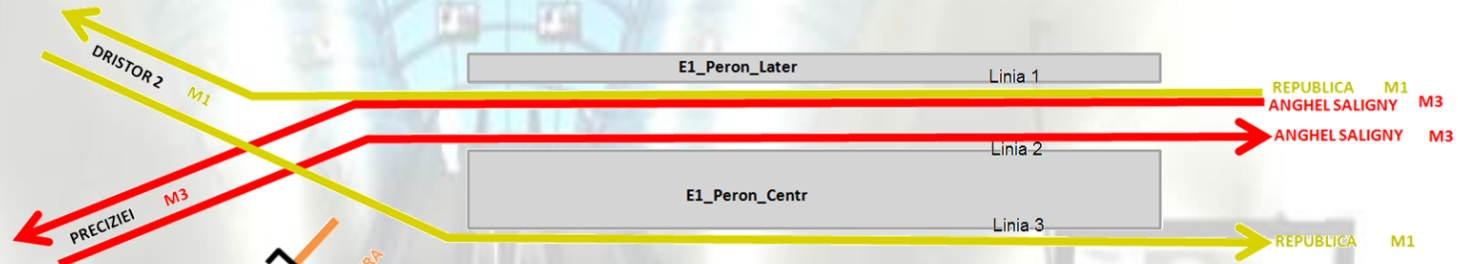 DRISTOR 2
M1
E1_Peron_Later
Linia 1
REPUBLICA M1
ANGHEL SALIGNY M3
ANGHEL SALIGNY M3
Linia 2
E1_Peron_Centr
PRECIZIEI M3
Linia 3
REPUBLICA M1
RA